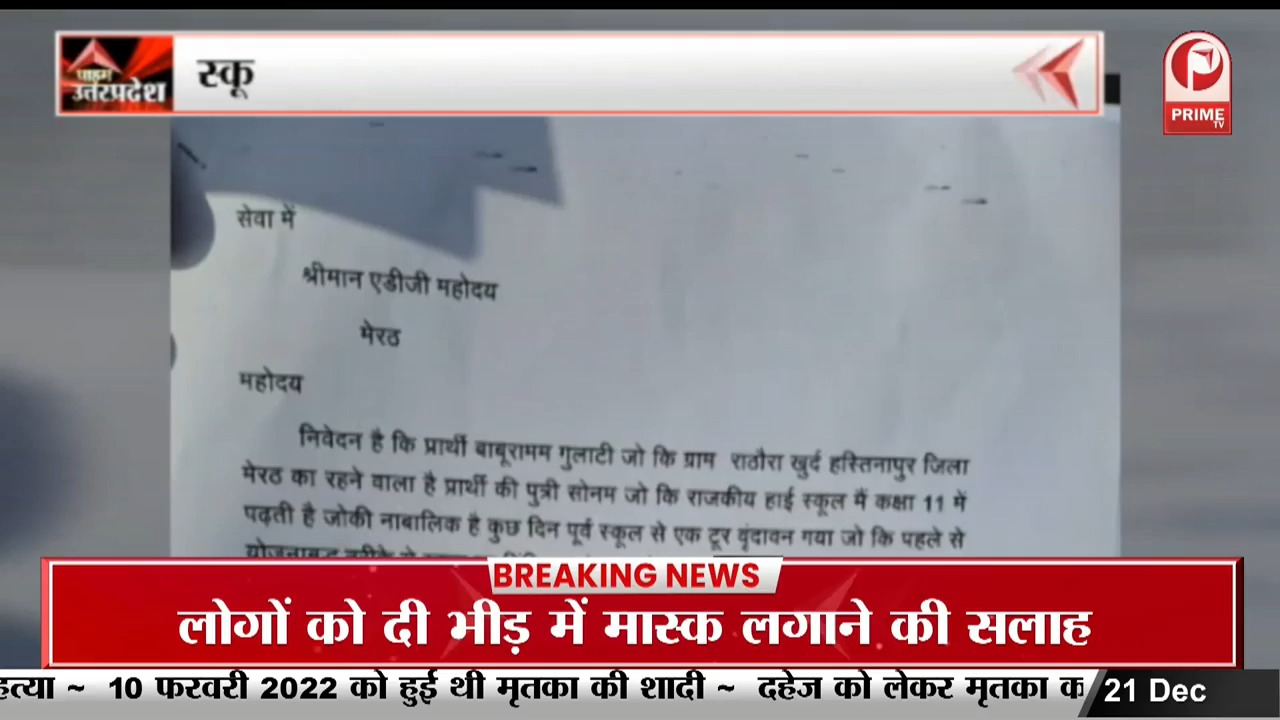 प्राइम
उत्तरप्रदेश
स्कू
PRIME
TV
सेवा में
श्रीमान एडीजी महोदय
मेरठ
महोदय
निवेदन है कि प्रार्थी बाबूरामम गुलाटी जो कि ग्राम राठौरा खुर्द हस्तिनापुर जिला
मेरठ का रहने वाला है प्रार्थी की पुत्री सोनम जो कि राजकीय हाई स्कूल मैं कक्षा 11 में
पढ़ती है जोकी नाबालिक है कुछ दिन पूर्व स्कूल से एक टूर वृंदावन गया जो कि पहले से
BREAKING NEWS
लोगों को दी भीड़ में मास्क लगाने की सलाह
हत्या ~ 10 फरवरी 2022 को हुई थी मृतका की शादी ~ दहेज को लेकर मृतका क
21 Dec